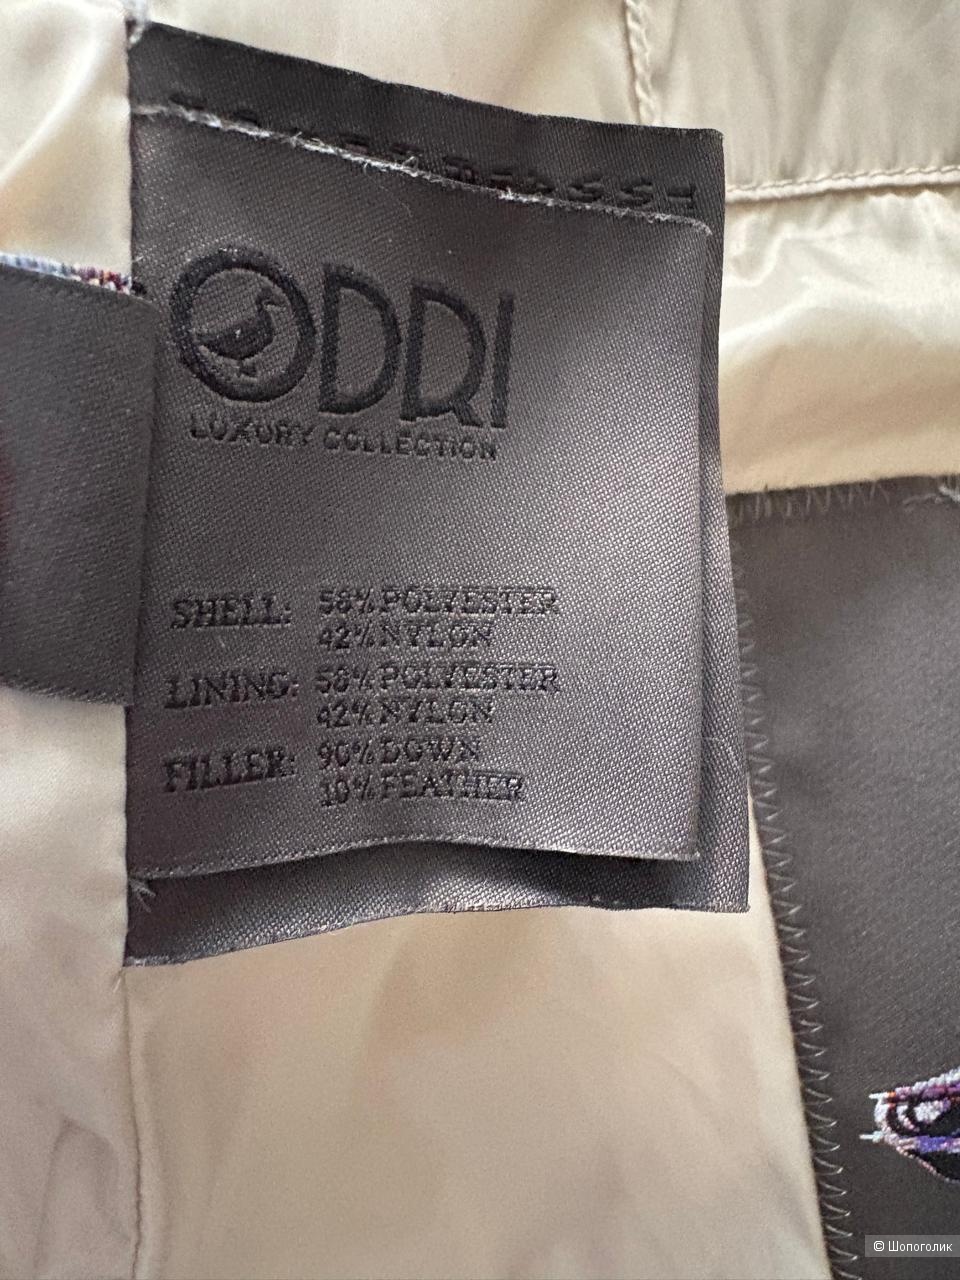 ODRI
LUXURY COLLECTION
SHELL: 58% POLYESTER
42% NYLON
LINING: 58% POLYESTER
42% NYLON
FILLER: 90% DOWN
10% FEATHER
© Шопоголик